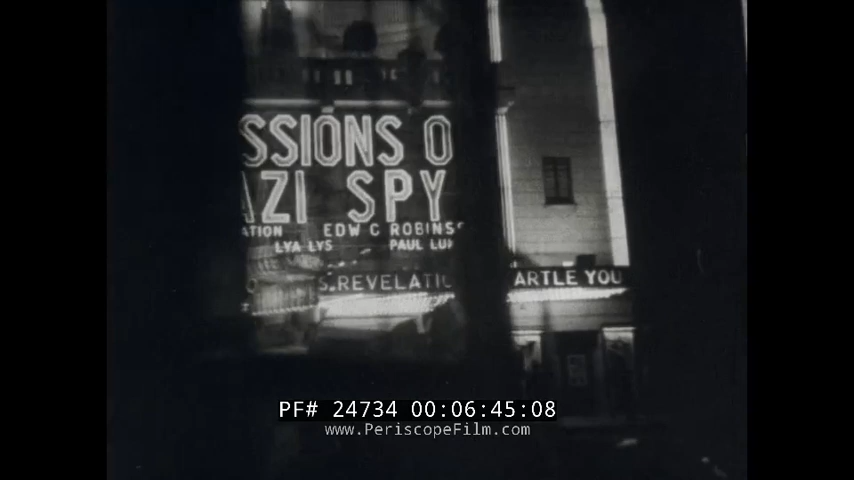 SSIONS O
AZI SPY
ATION EDW G ROBINS
LYA LYS PAUL LU
S. REVELATIO
ARTLE YOU
PF# 24734 00:06:45:08
www.PeriscopeFilm.com